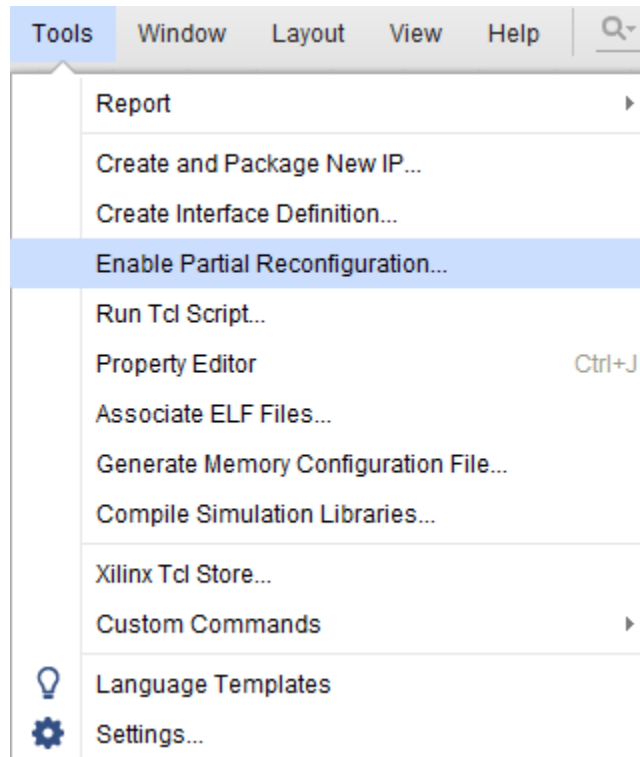 Tools Window Layout View Help
Report
Create and Package New IP...
Create Interface Definition...
Enable Partial Reconfiguration...
Run Tcl Script...
Property Editor Ctrl+J
Associate ELF Files...
Generate Memory Configuration File...
Compile Simulation Libraries...
Xilinx Tcl Store...
Custom Commands
Language Templates
Settings...